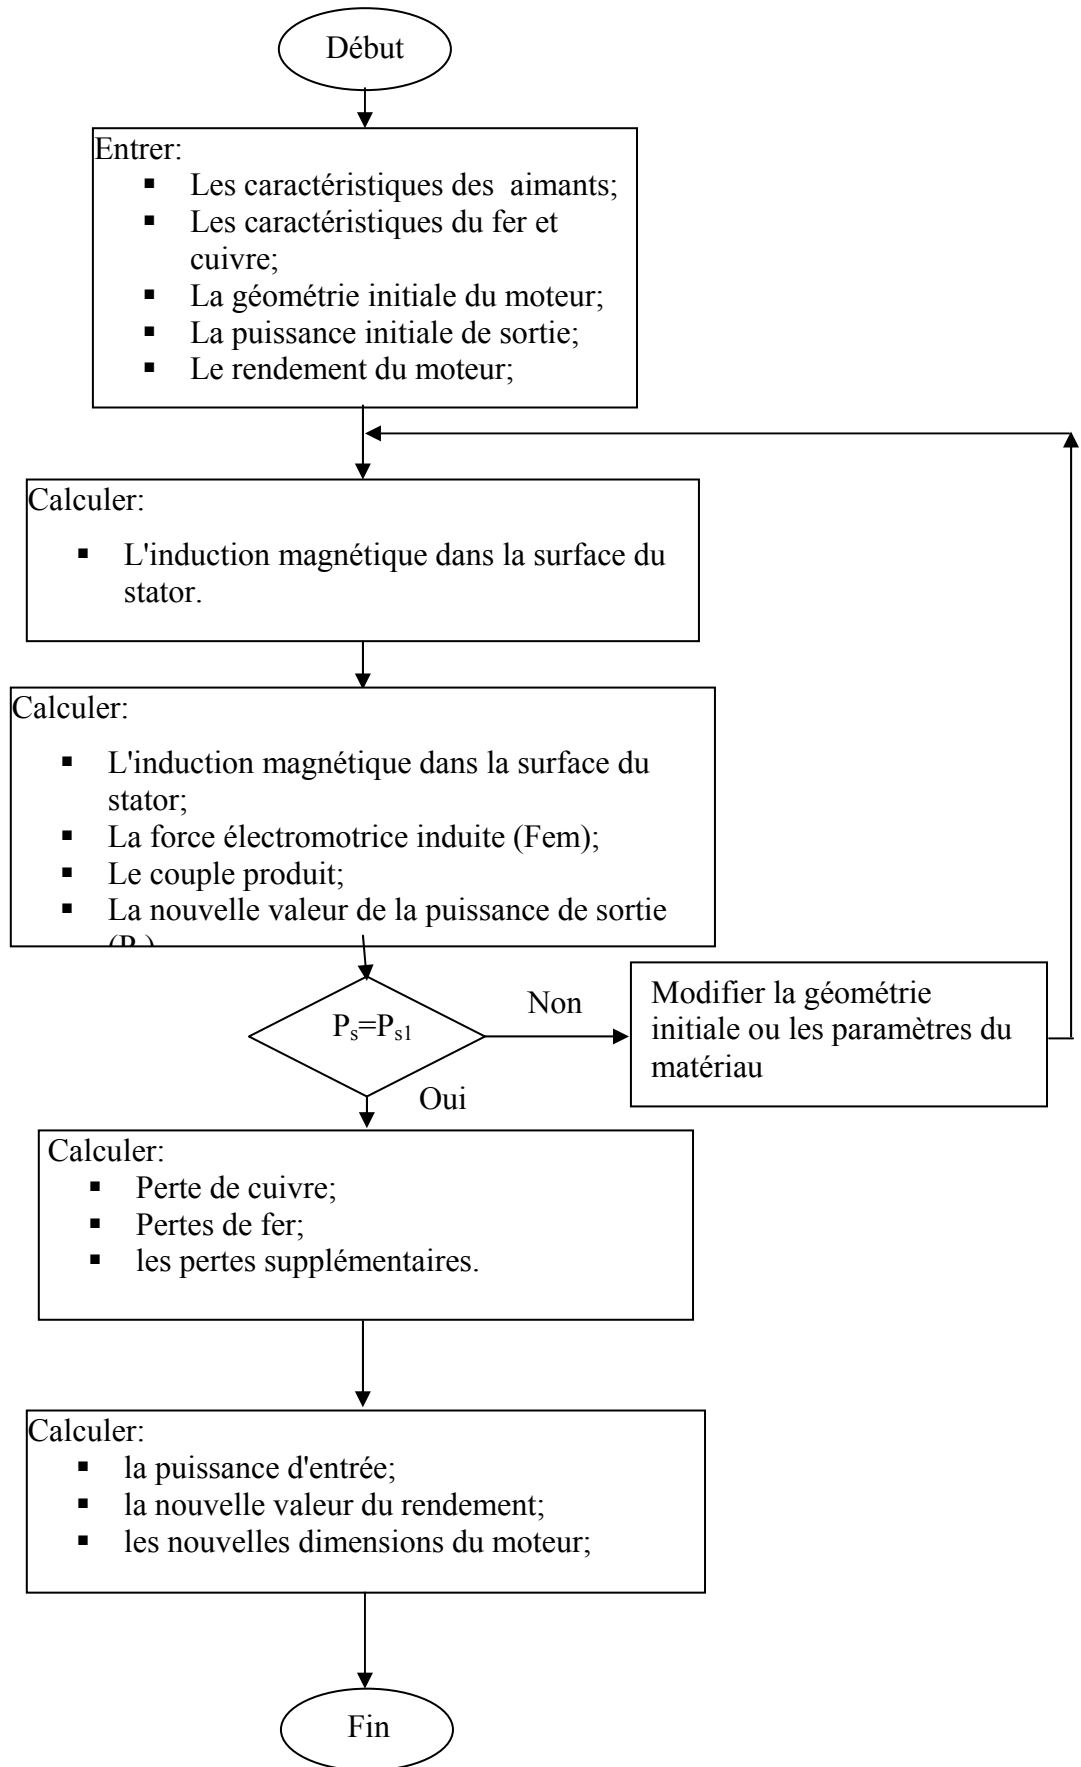 Début
Entrer:
▪ Les caractéristiques des aimants;
▪ Les caractéristiques du fer et
cuivre;
▪ La géométrie initiale du moteur;
▪ La puissance initiale de sortie;
▪ Le rendement du moteur;
Calculer:
▪ L'induction magnétique dans la surface du
stator.
Calculer:
▪ L'induction magnétique dans la surface du
stator;
▪ La force électromotrice induite (Fem);
▪ Le couple produit;
▪ La nouvelle valeur de la puissance de sortie
Ps=Ps1
Non
Modifier la géométrie
initiale ou les paramètres du
matériau
Oui
Calculer:
▪ Perte de cuivre;
▪ Pertes de fer;
▪ les pertes supplémentaires.
Calculer:
▪ la puissance d'entrée;
▪ la nouvelle valeur du rendement;
▪ les nouvelles dimensions du moteur;
Fin